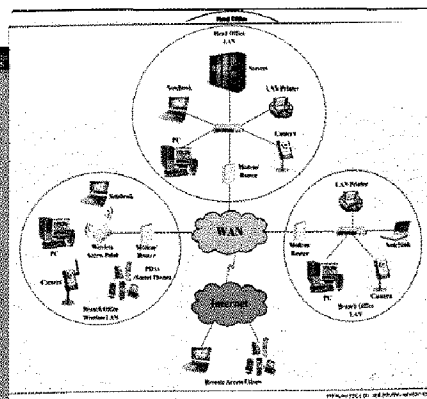 Head Office
Head Office
LAN
Servers
Notebook
LAN Printer
PC
Camera
Modem/
Router
Notebook
PC
Wireless
Access Point
Modem/
Router
Camera
PDAs
Branch Office
Wireless LAN
WAN
LAN Printer
Modem/
Router
Notebook
PC
Camera
Branch Office
LAN
Internet
Remote Access Users